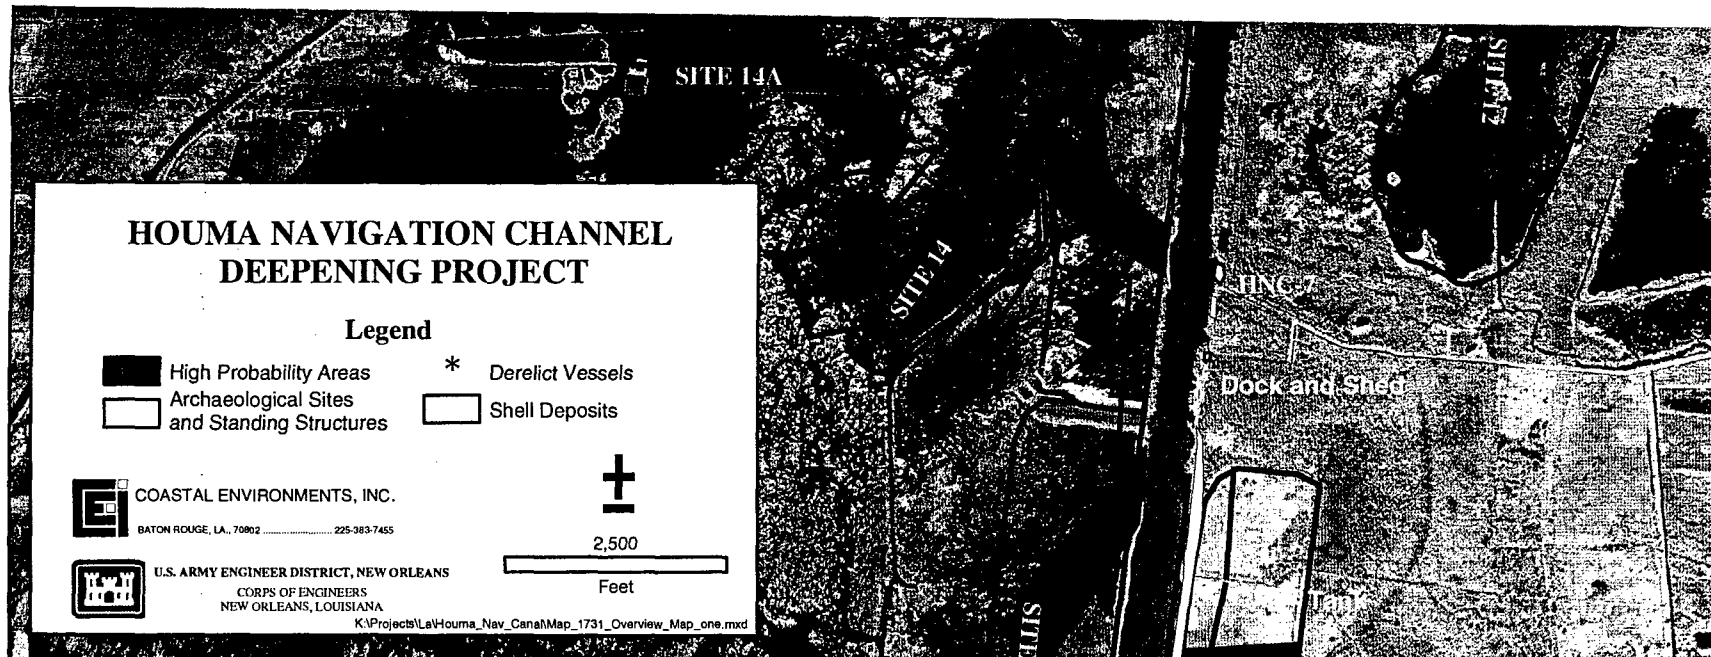 SITE 14A
SITE 12
HOUMA NAVIGATION CHANNEL
DEEPENING PROJECT
Legend
High Probability Areas
* Derelict Vessels
Archaeological Sites
and Standing Structures
Shell Deposits
SITE 14
HNC-7
Dock and Shed
COASTAL ENVIRONMENTS, INC.
BATON ROUGE, LA., 70802 ........................ 225-383-7455
2,500
Feet
U.S. ARMY ENGINEER DISTRICT, NEW ORLEANS
CORPS OF ENGINEERS
NEW ORLEANS, LOUISIANA
K:\Projects\La\Houma_Nav_Canal\Map_1731_Overview_Map_one.mxd
Tank
SITE